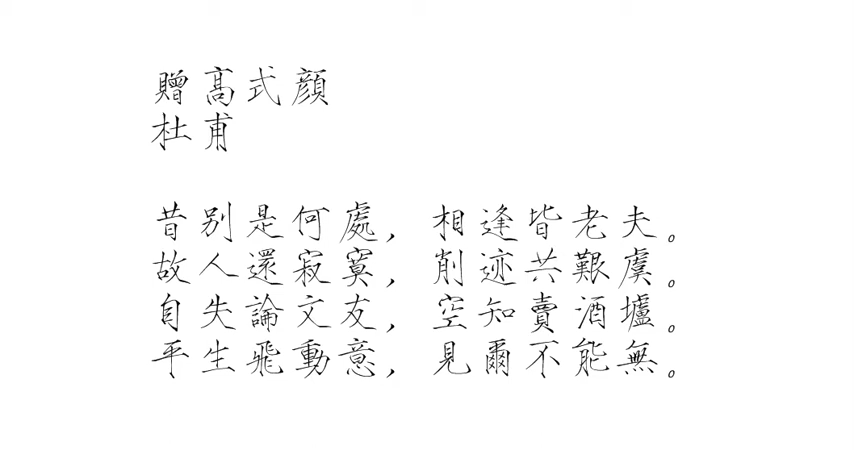 贈高式顏
杜甫
昔別是何處，相逢皆老夫。
故人還寂寞，削迹共艱虞。
自失論文友，空知賣酒壚。
平生飛動意，見爾不能無。